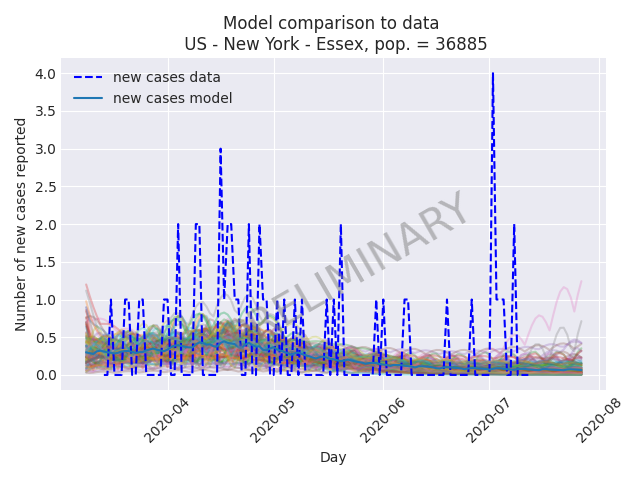 Model comparison to data
US - New York - Essex, pop. = 36885
new cases data
new cases model
PRELIMINARY
Number of new cases reported
4.0
3.5
3.0
2.5
2.0
1.5
1.0
0.5
0.0
2020-04
2020-05
2020-06
2020-07
2020-08
Day